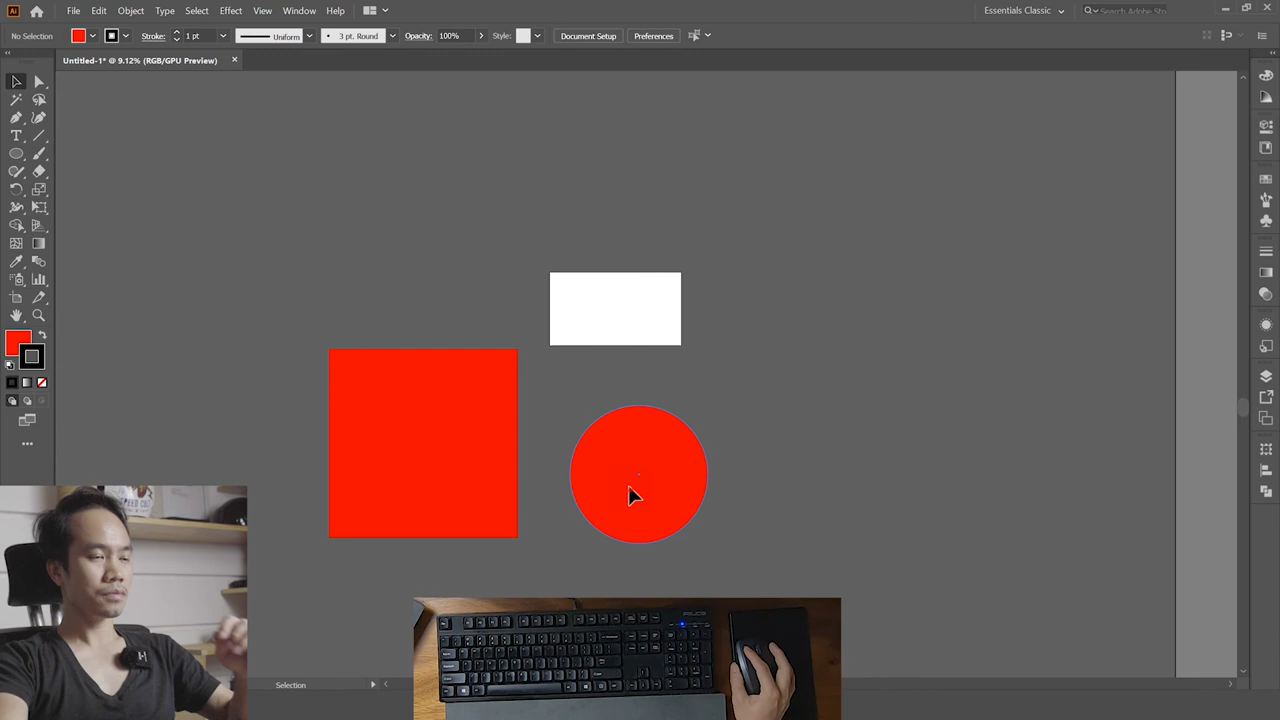 Ai File Edit Object Type Select Effect View Window Help Essentials Classic Search Adobe Sto
No Selection Stroke: 1 pt Uniform 3 pt. Round Opacity: 100% Style: Document Setup Preferences
Untitled-1* @ 9.12% (RGB/GPU Preview)
Selection